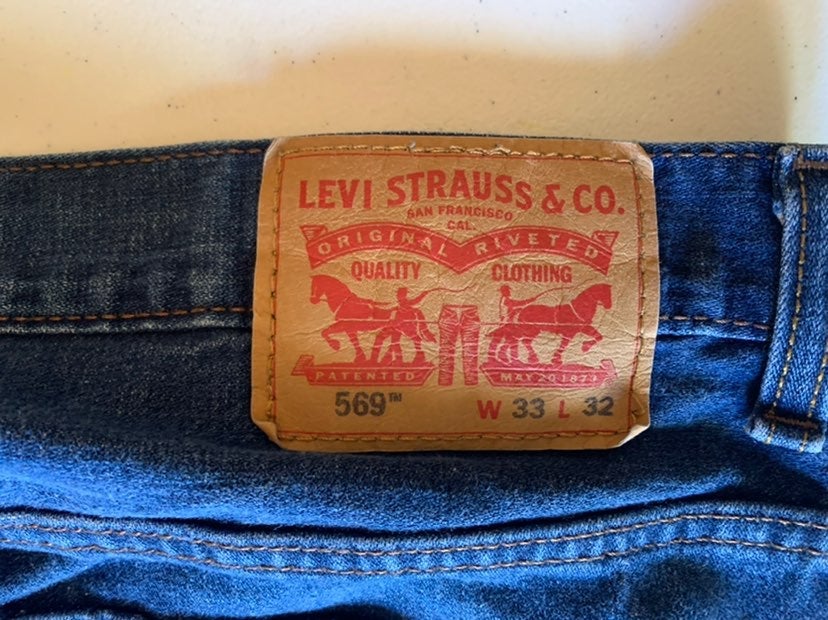 LEVI STRAUSS & CO.
SAN FRANCISCO
CAL.
ORIGINAL RIVETED
QUALITY CLOTHING
PATENTED MAY 20 1873
569™ W 33 L 32